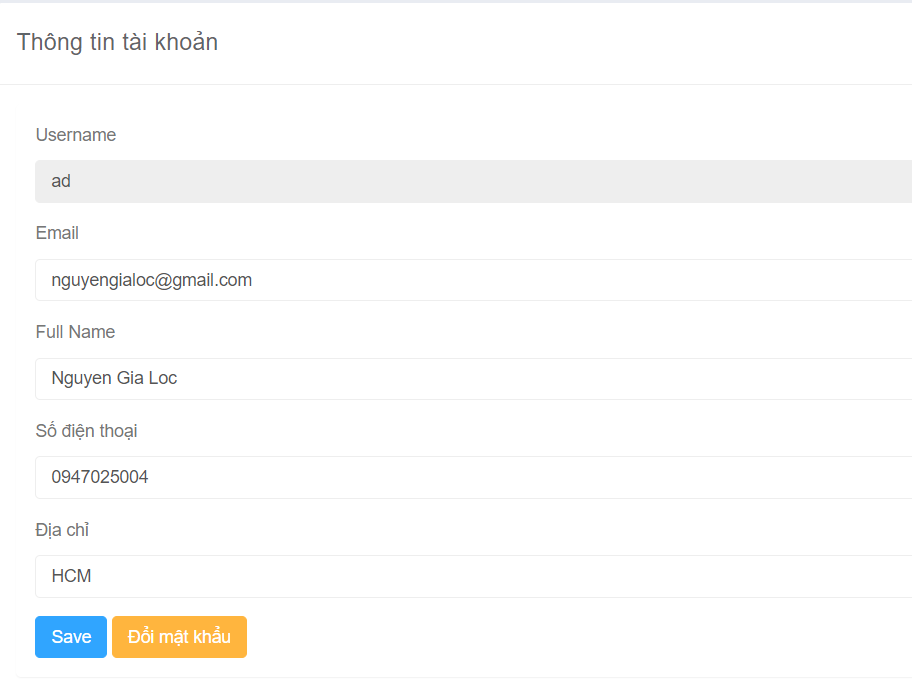 Thông tin tài khoản
Username
ad
Email
nguyengialoc@gmail.com
Full Name
Nguyen Gia Loc
Số điện thoại
0947025004
Địa chỉ
HCM
Save Đổi mật khẩu